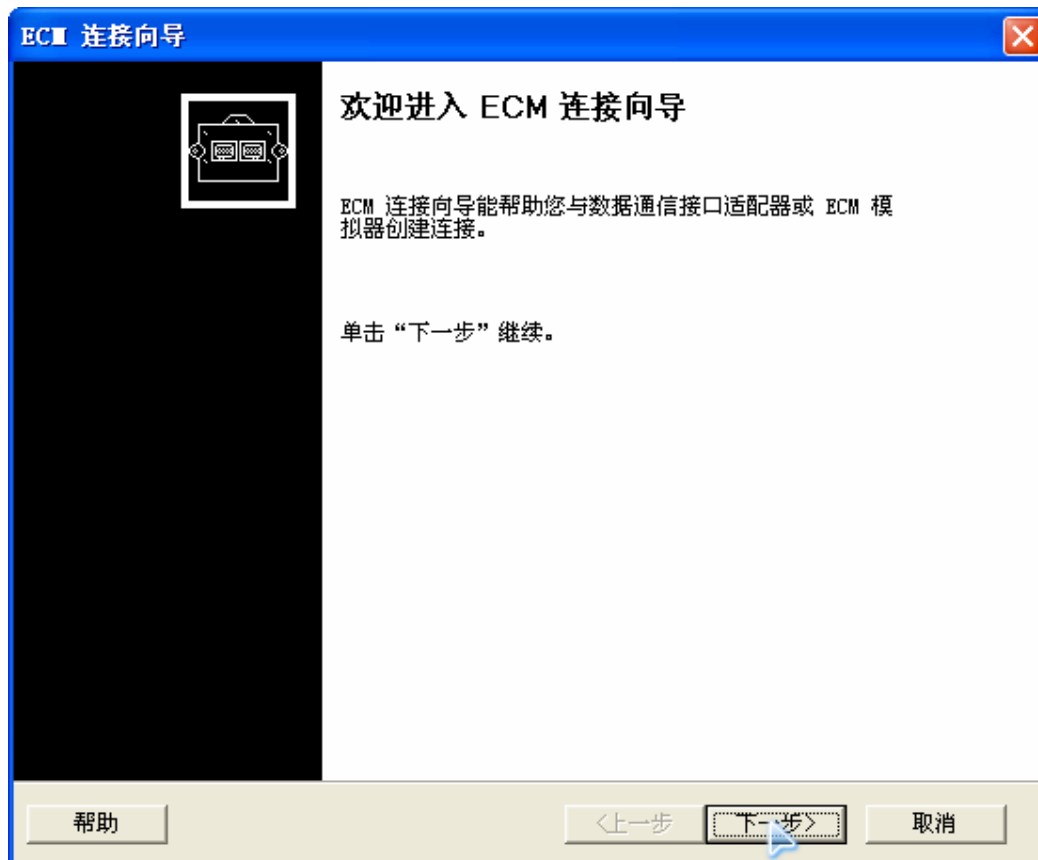 ECM 连接向导
欢迎进入 ECM 连接向导
ECM 连接向导能帮助您与数据通信接口适配器或 ECM 模
拟器创建连接。
单击“下一步”继续。
帮助
<上一步
下一步>
取消